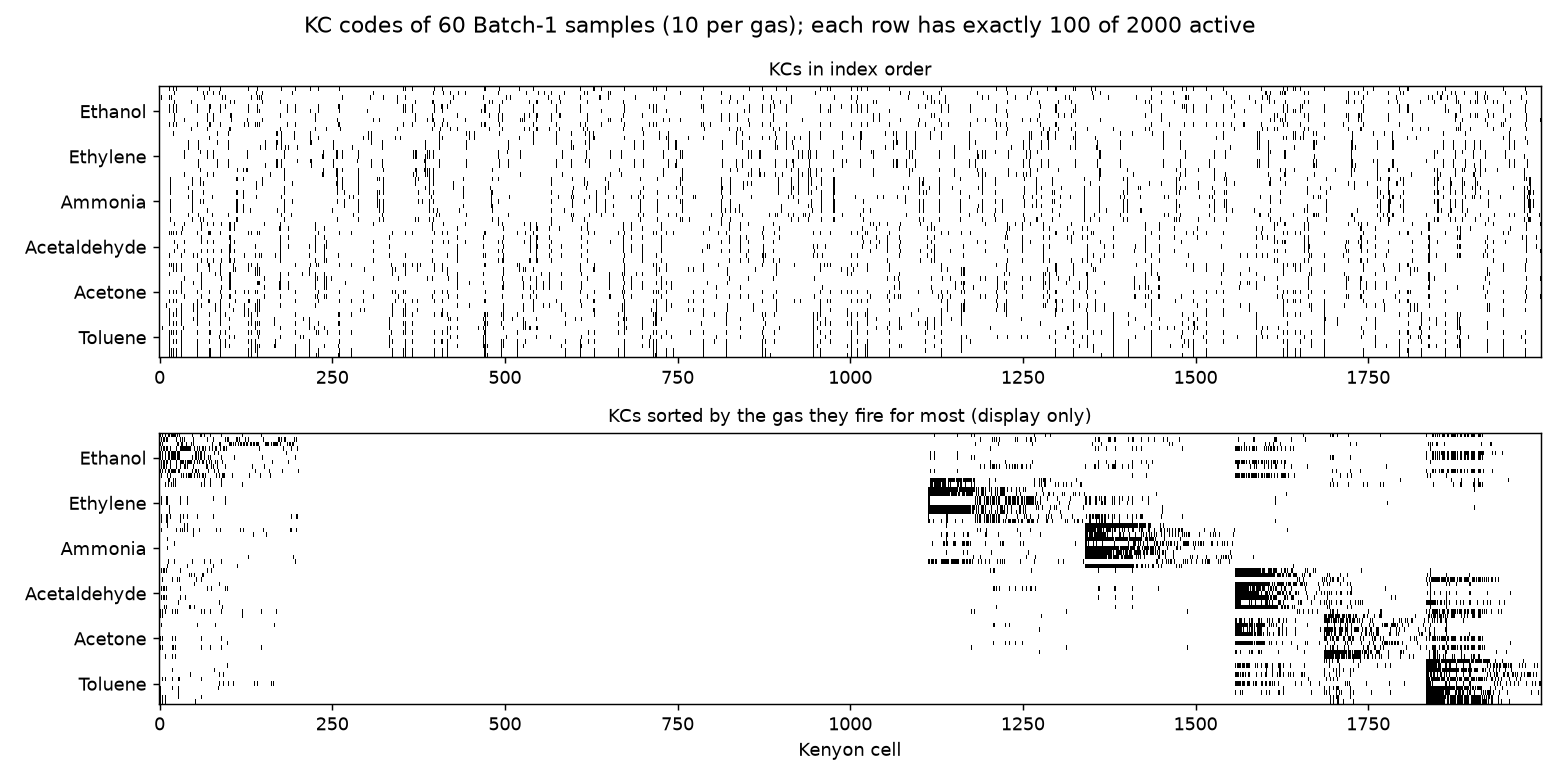 KC codes of 60 Batch-1 samples (10 per gas); each row has exactly 100 of 2000 active
KCs in index order
Ethanol
Ethylene
Ammonia
Acetaldehyde
Acetone
Toluene
0 250 500 750 1000 1250 1500 1750
KCs sorted by the gas they fire for most (display only)
Ethanol
Ethylene
Ammonia
Acetaldehyde
Acetone
Toluene
0 250 500 750 1000 1250 1500 1750
Kenyon cell